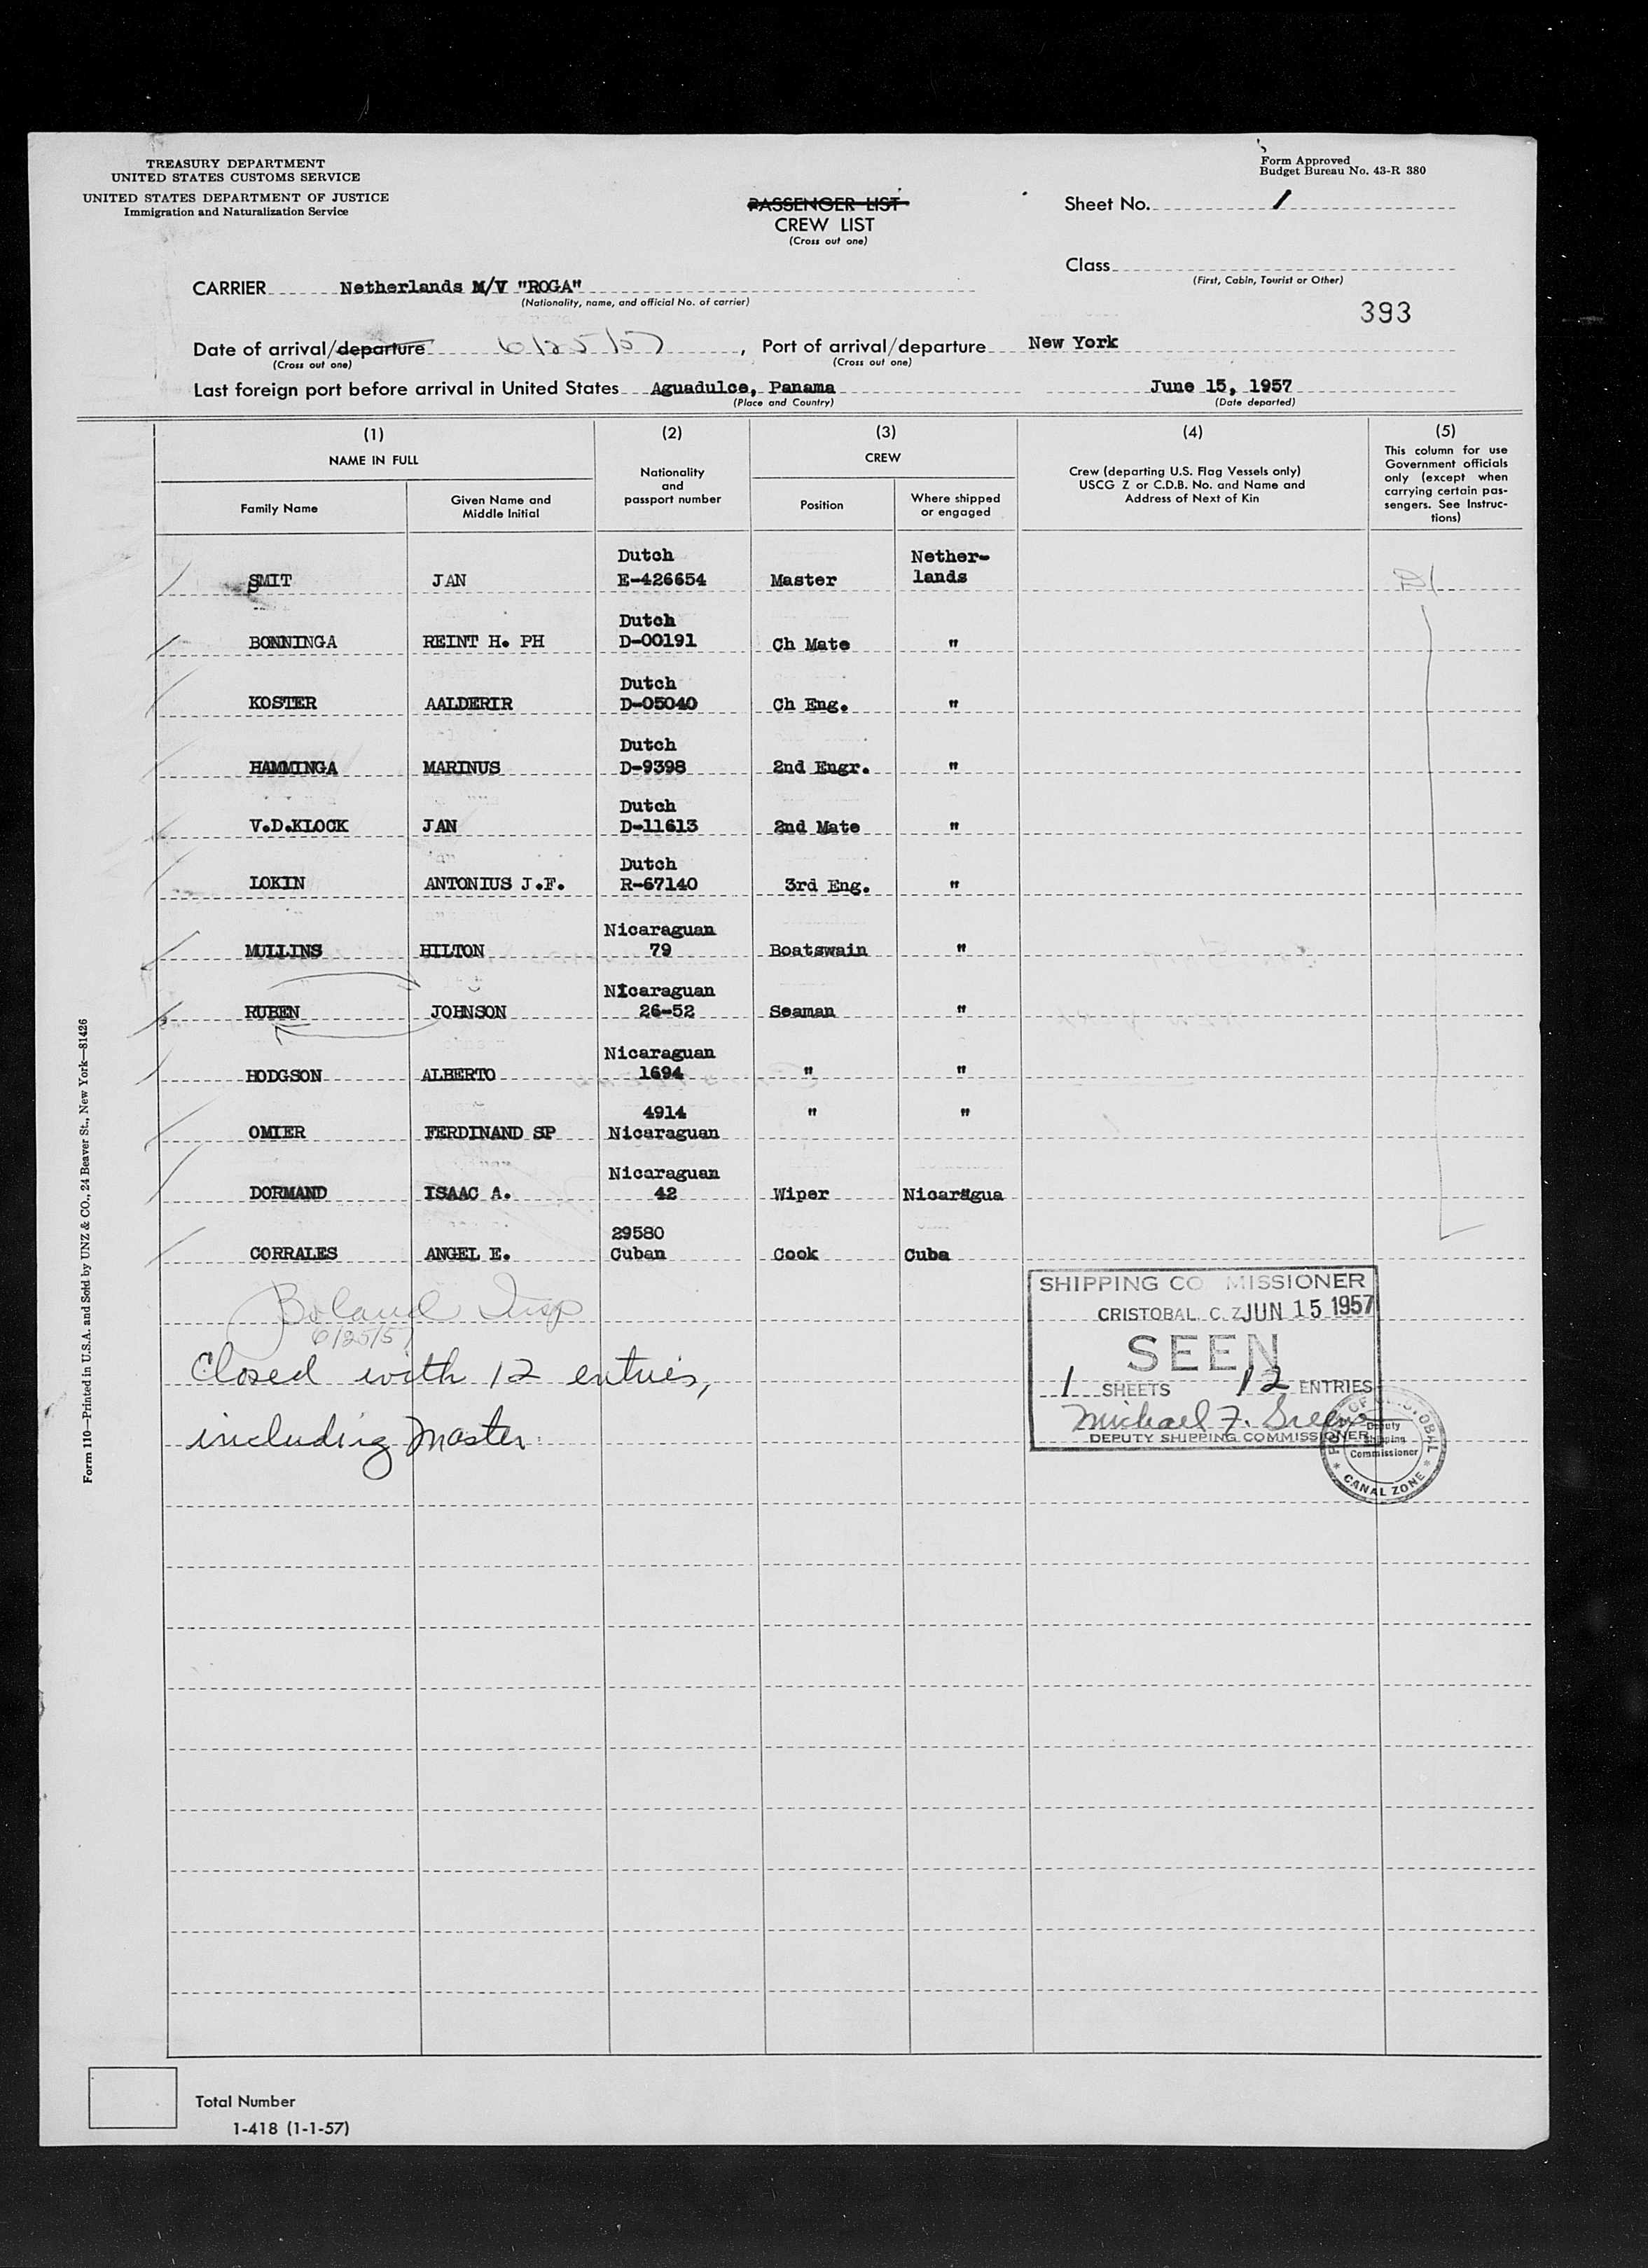 TREASURY DEPARTMENT
UNITED STATES CUSTOMS SERVICE
UNITED STATES DEPARTMENT OF JUSTICE
Immigration and Naturalization Service
Form Approved
Budget Bureau No. 43-R 380
PASSENGER LIST
CREW LIST
(Cross out one)
Sheet No. 1
Class
(First, Cabin, Tourist or Other)
CARRIER Netherlands M/V "ROGA"
(Nationality, name, and official No. of carrier)
393
Date of arrival/departure 6/25/57, Port of arrival/departure New York
(Cross out one) (Cross out one)
Last foreign port before arrival in United States Aguadulce, Panama June 15, 1957
(Place and Country) (Date departed)
(1) (2) (3) (4) (5)
NAME IN FULL
Family Name
Given Name and
Middle Initial
Nationality
and
passport number
CREW
Position
Where shipped
or engaged
Crew (departing U.S. Flag Vessels only)
USCG Z or C.D.B. No. and Name and
Address of Next of Kin
This column for use
Government officials
only (except when
carrying certain pas-
sengers. See Instruc-
tions)
Dutch Nether-
SMIT JAN E-426654 Master lands
Dutch
BONNINGA REINT H. PH D-00191 Ch Mate "
Dutch
KOSTER AALDERIR D-05040 Ch Eng. "
Dutch
HAMMINGA MARINUS D-9398 2nd Engr. "
Dutch
V.D.KLOCK JAN D-11613 2nd Mate "
Dutch
LOKIN ANTONIUS J.F. R-67140 3rd Eng. "
Nicaraguan
MULLINS HILTON 79 Boatswain "
Nicaraguan
RUBEN JOHNSON 26-52 Seaman "
Nicaraguan
HODGSON ALBERTO 1694 " "
4914 " "
OMIER FERDINAND SP Nicaraguan
Nicaraguan
DORMAND ISAAC A. 42 Wiper Nicaragua
29580
CORRALES ANGEL E. Cuban Cook Cuba
Boland Insp
6/25/57
Closed with 12 entries,
including Master
SHIPPING CO MISSIONER
CRISTOBAL, C. Z. JUN 15 1957
SEEN
1 SHEETS 12 ENTRIES
Michael F. Greene
DEPUTY SHIPPING COMMISSIONER
Deputy
Shipping
Commissioner
CANAL ZONE
Form 110—Printed in U.S.A. and Sold by UNZ & CO., 24 Beaver St., New York—81426
Total Number
1-418 (1-1-57)